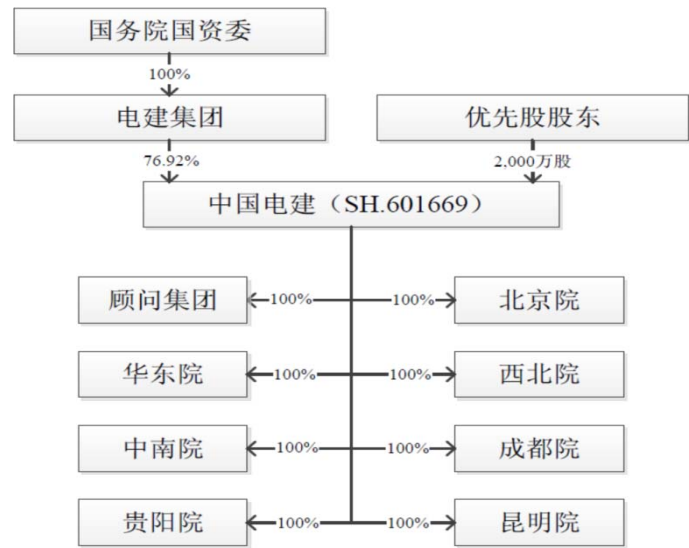 国务院国资委
100%
电建集团
优先股股东
76.92%
2,000万股
中国电建（SH.601669）
顾问集团
100%
100%
北京院
华东院
100%
100%
西北院
中南院
100%
100%
成都院
贵阳院
100%
100%
昆明院